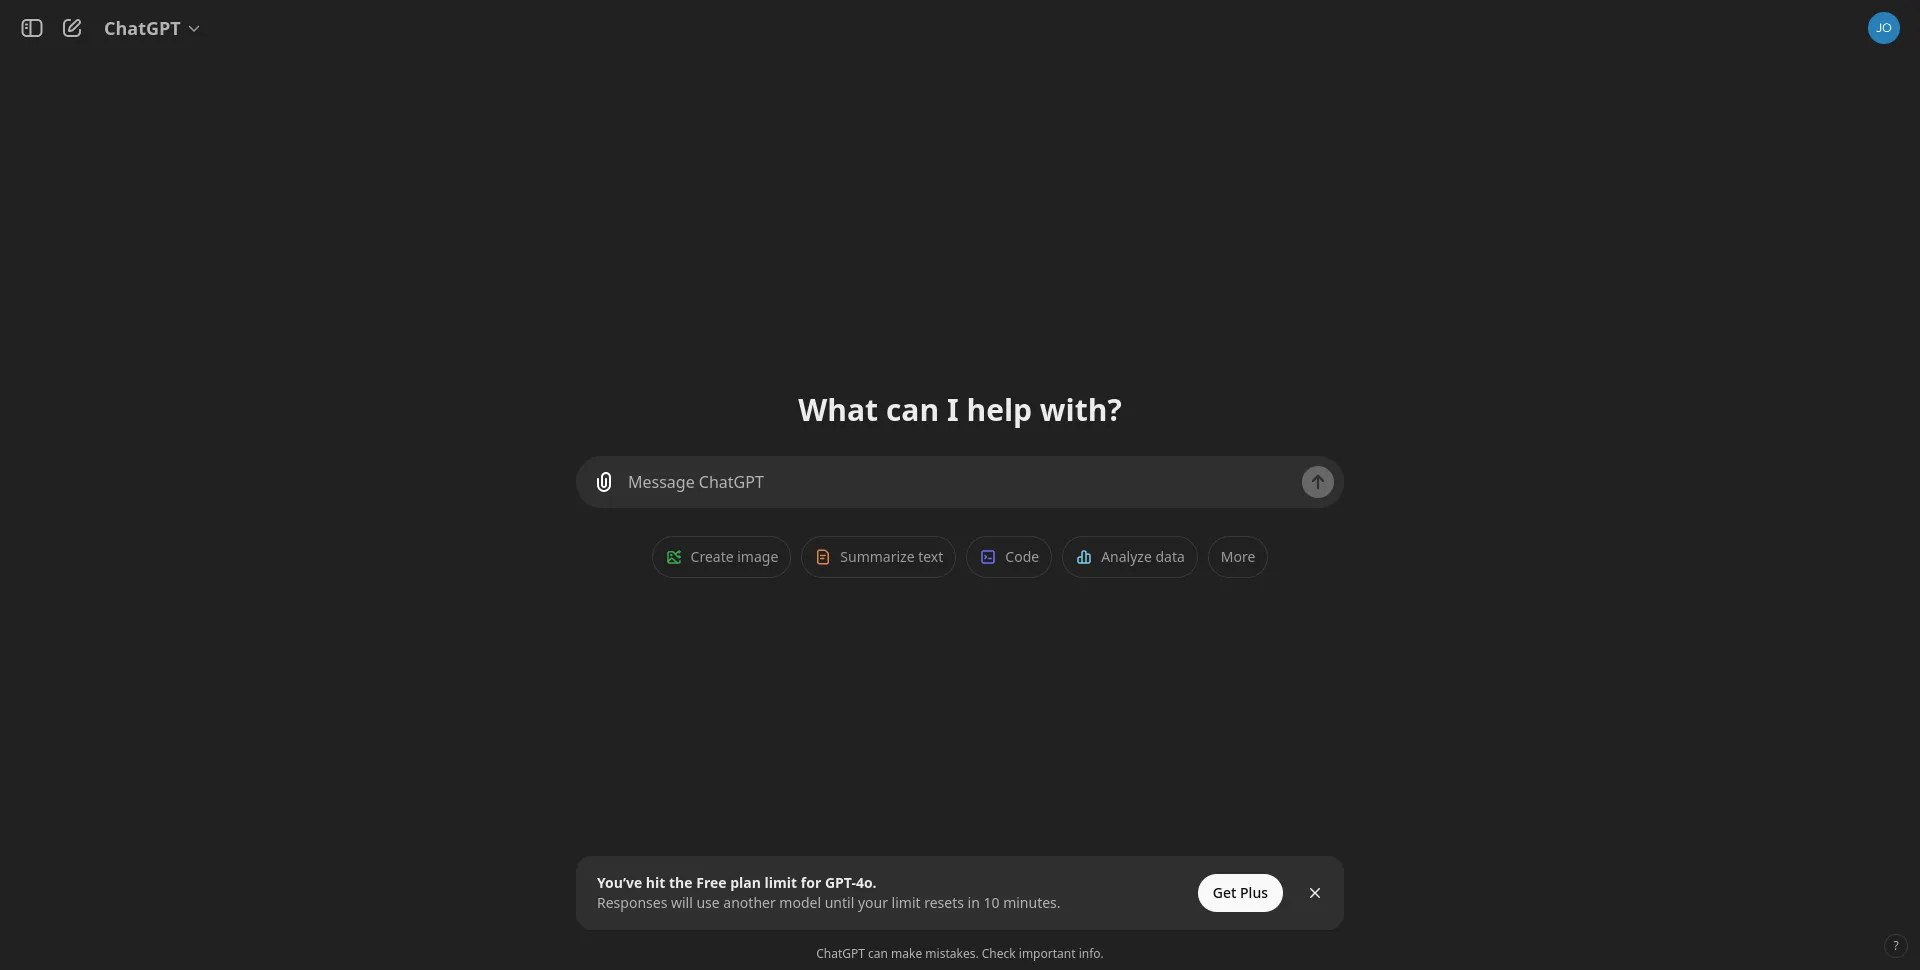 ChatGPT
JO
What can I help with?
Message ChatGPT
Create image
Summarize text
Code
Analyze data
More
You’ve hit the Free plan limit for GPT-4o.
Responses will use another model until your limit resets in 10 minutes.
Get Plus
ChatGPT can make mistakes. Check important info.
?